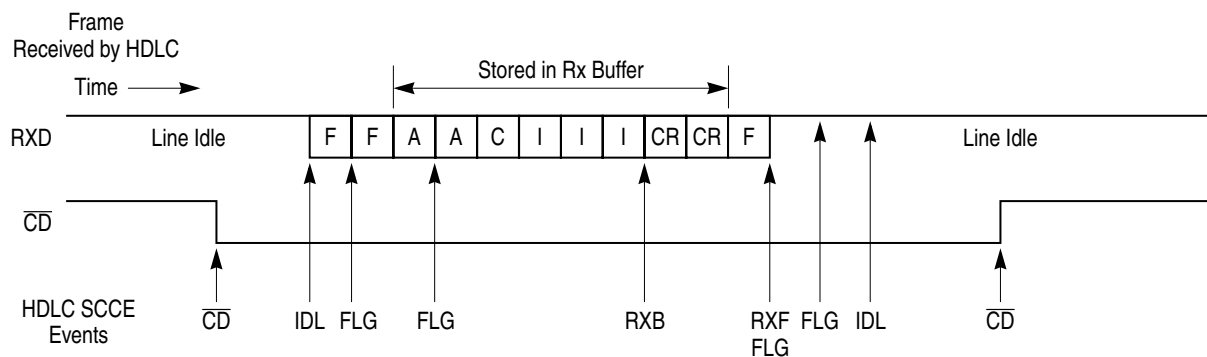 Frame
Received by HDLC
Time
Stored in Rx Buffer
RXD
Line Idle
F F A A C I I I CR CR F
Line Idle
CD
HDLC SCCE
Events
CD IDL FLG FLG RXB RXF FLG IDL CD
FLG